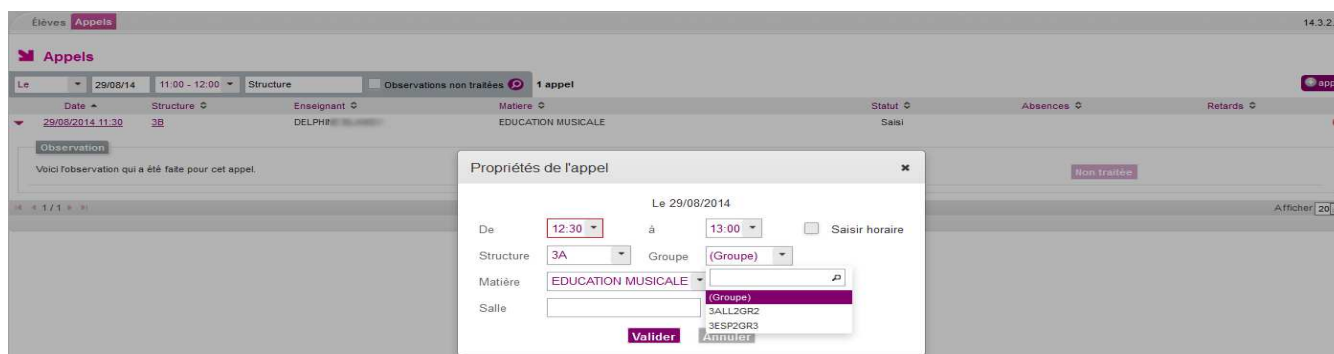 Élèves Appels 14.3.2.
Appels
Le 29/08/14 11:00 - 12:00 Structure Observations non traitées 1 appel app
Date Structure Enseignant Matiere Statut Absences Retards
29/08/2014 11:30 3B DELPHI EDUCATION MUSICALE Saisi
Observation
Voici l'observation qui a été faite pour cet appel. Non traitée
1 / 1 Afficher 20
Propriétés de l'appel
Le 29/08/2014
De 12:30 à 13:00 Saisir horaire
Structure 3A Groupe (Groupe)
Matière EDUCATION MUSICALE
(Groupe)
Salle 3ALL2GR2
3ESP2GR3
Valider Annuler